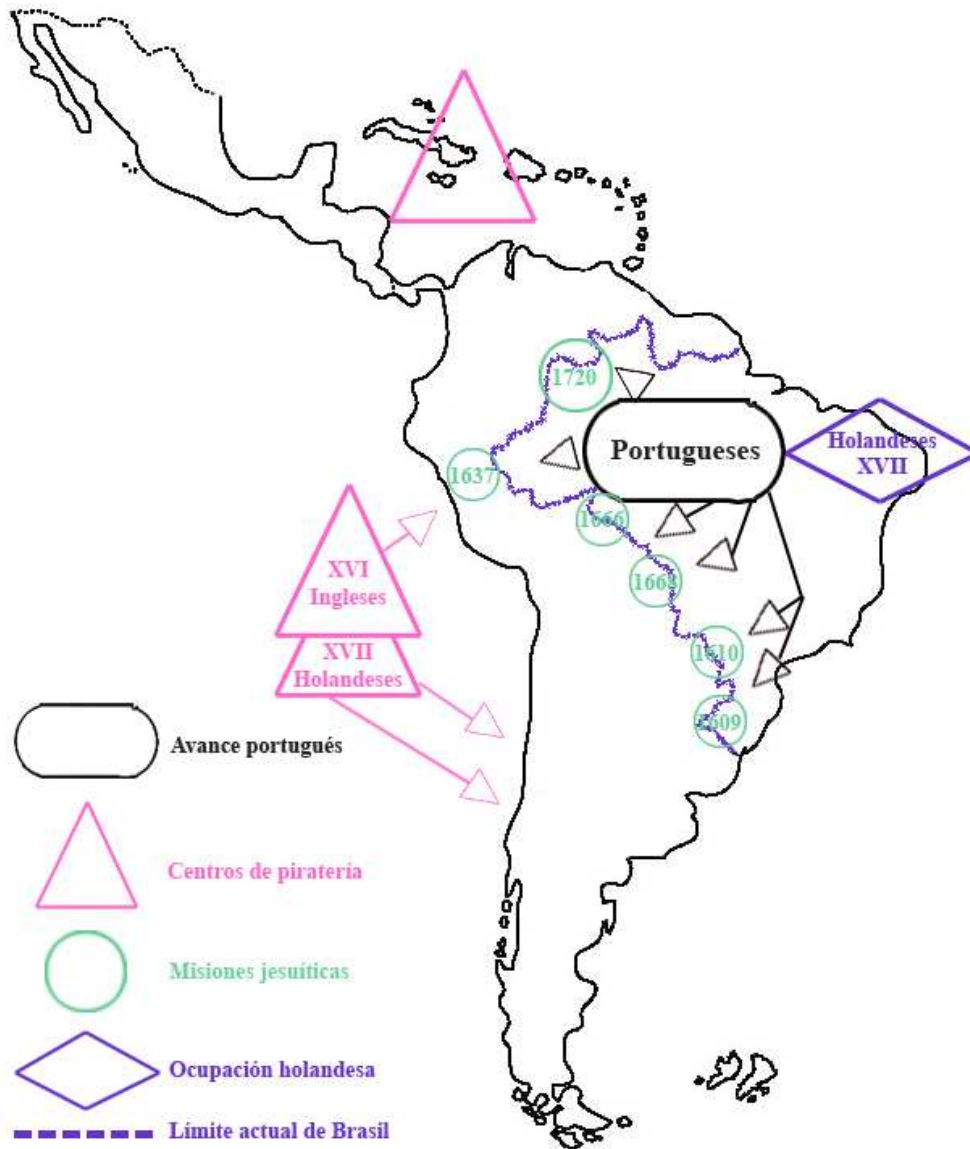 1720
Portugueses
Holandeses
XVII
1637
1666
XVI
Ingleses
1668
XVII
Holandeses
1610
1609
Avance portugués
Centros de piratería
Misiones jesuíticas
Ocupación holandesa
Límite actual de Brasil